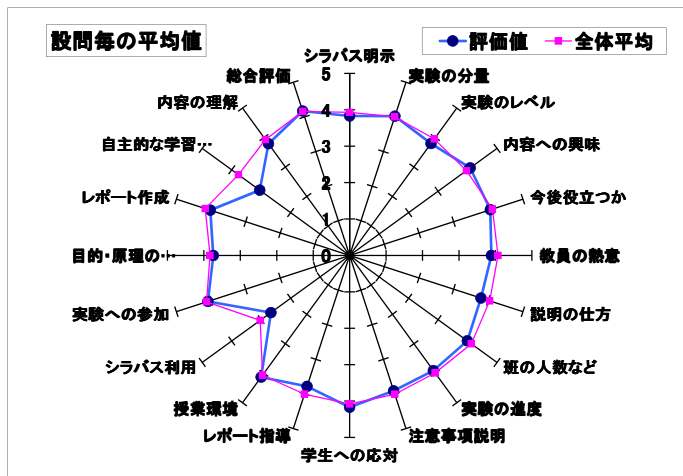 設問毎の平均値
評価値
全体平均
シラバス明示
実験の分量
実験のレベル
内容への興味
今後役立つか
教員の熱意
説明の仕方
班の人数など
実験の進度
注意事項説明
学生への応対
レポート指導
授業環境
シラバス利用
実験への参加
目的・原理の…
レポート作成
自主的な学習…
内容の理解
総合評価
5
4
3
2
1
0